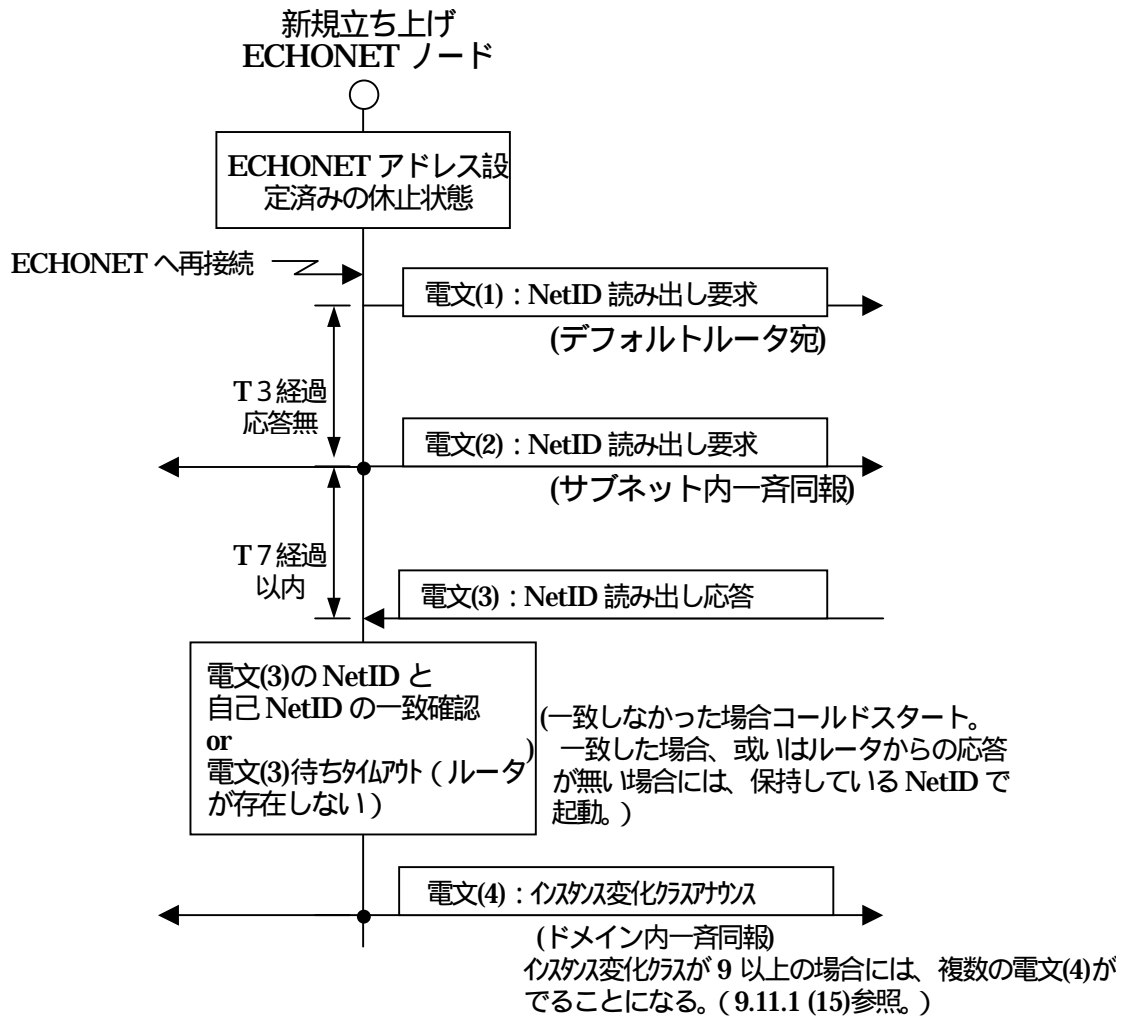 新規立ち上げ
ECHONET ノード
ECHONET アドレス設
定済みの休止状態
ECHONET へ再接続
電文(1)：NetID 読み出し要求
(デフォルトルータ宛)
T３経過
応答無
電文(2)：NetID 読み出し要求
(サブネット内一斉同報)
T７経過
以内
電文(3)：NetID 読み出し応答
電文(3)の NetID と
自己 NetID の一致確認
or
電文(3)待ちﾀｲﾑｱｳﾄ（ルータ
が存在しない）
)
(一致しなかった場合コールドスタート。
一致した場合、或いはルータからの応答
が無い場合には、保持している NetID で
起動。）
電文(4)：ｲﾝｽﾀﾝｽ変化ｸﾗｽｱﾅｳﾝｽ
(ドメイン内一斉同報)
ｲﾝｽﾀﾝｽ変化ｸﾗｽが 9 以上の場合には、複数の電文(4)が
でることになる。（9.11.1 (15)参照。）